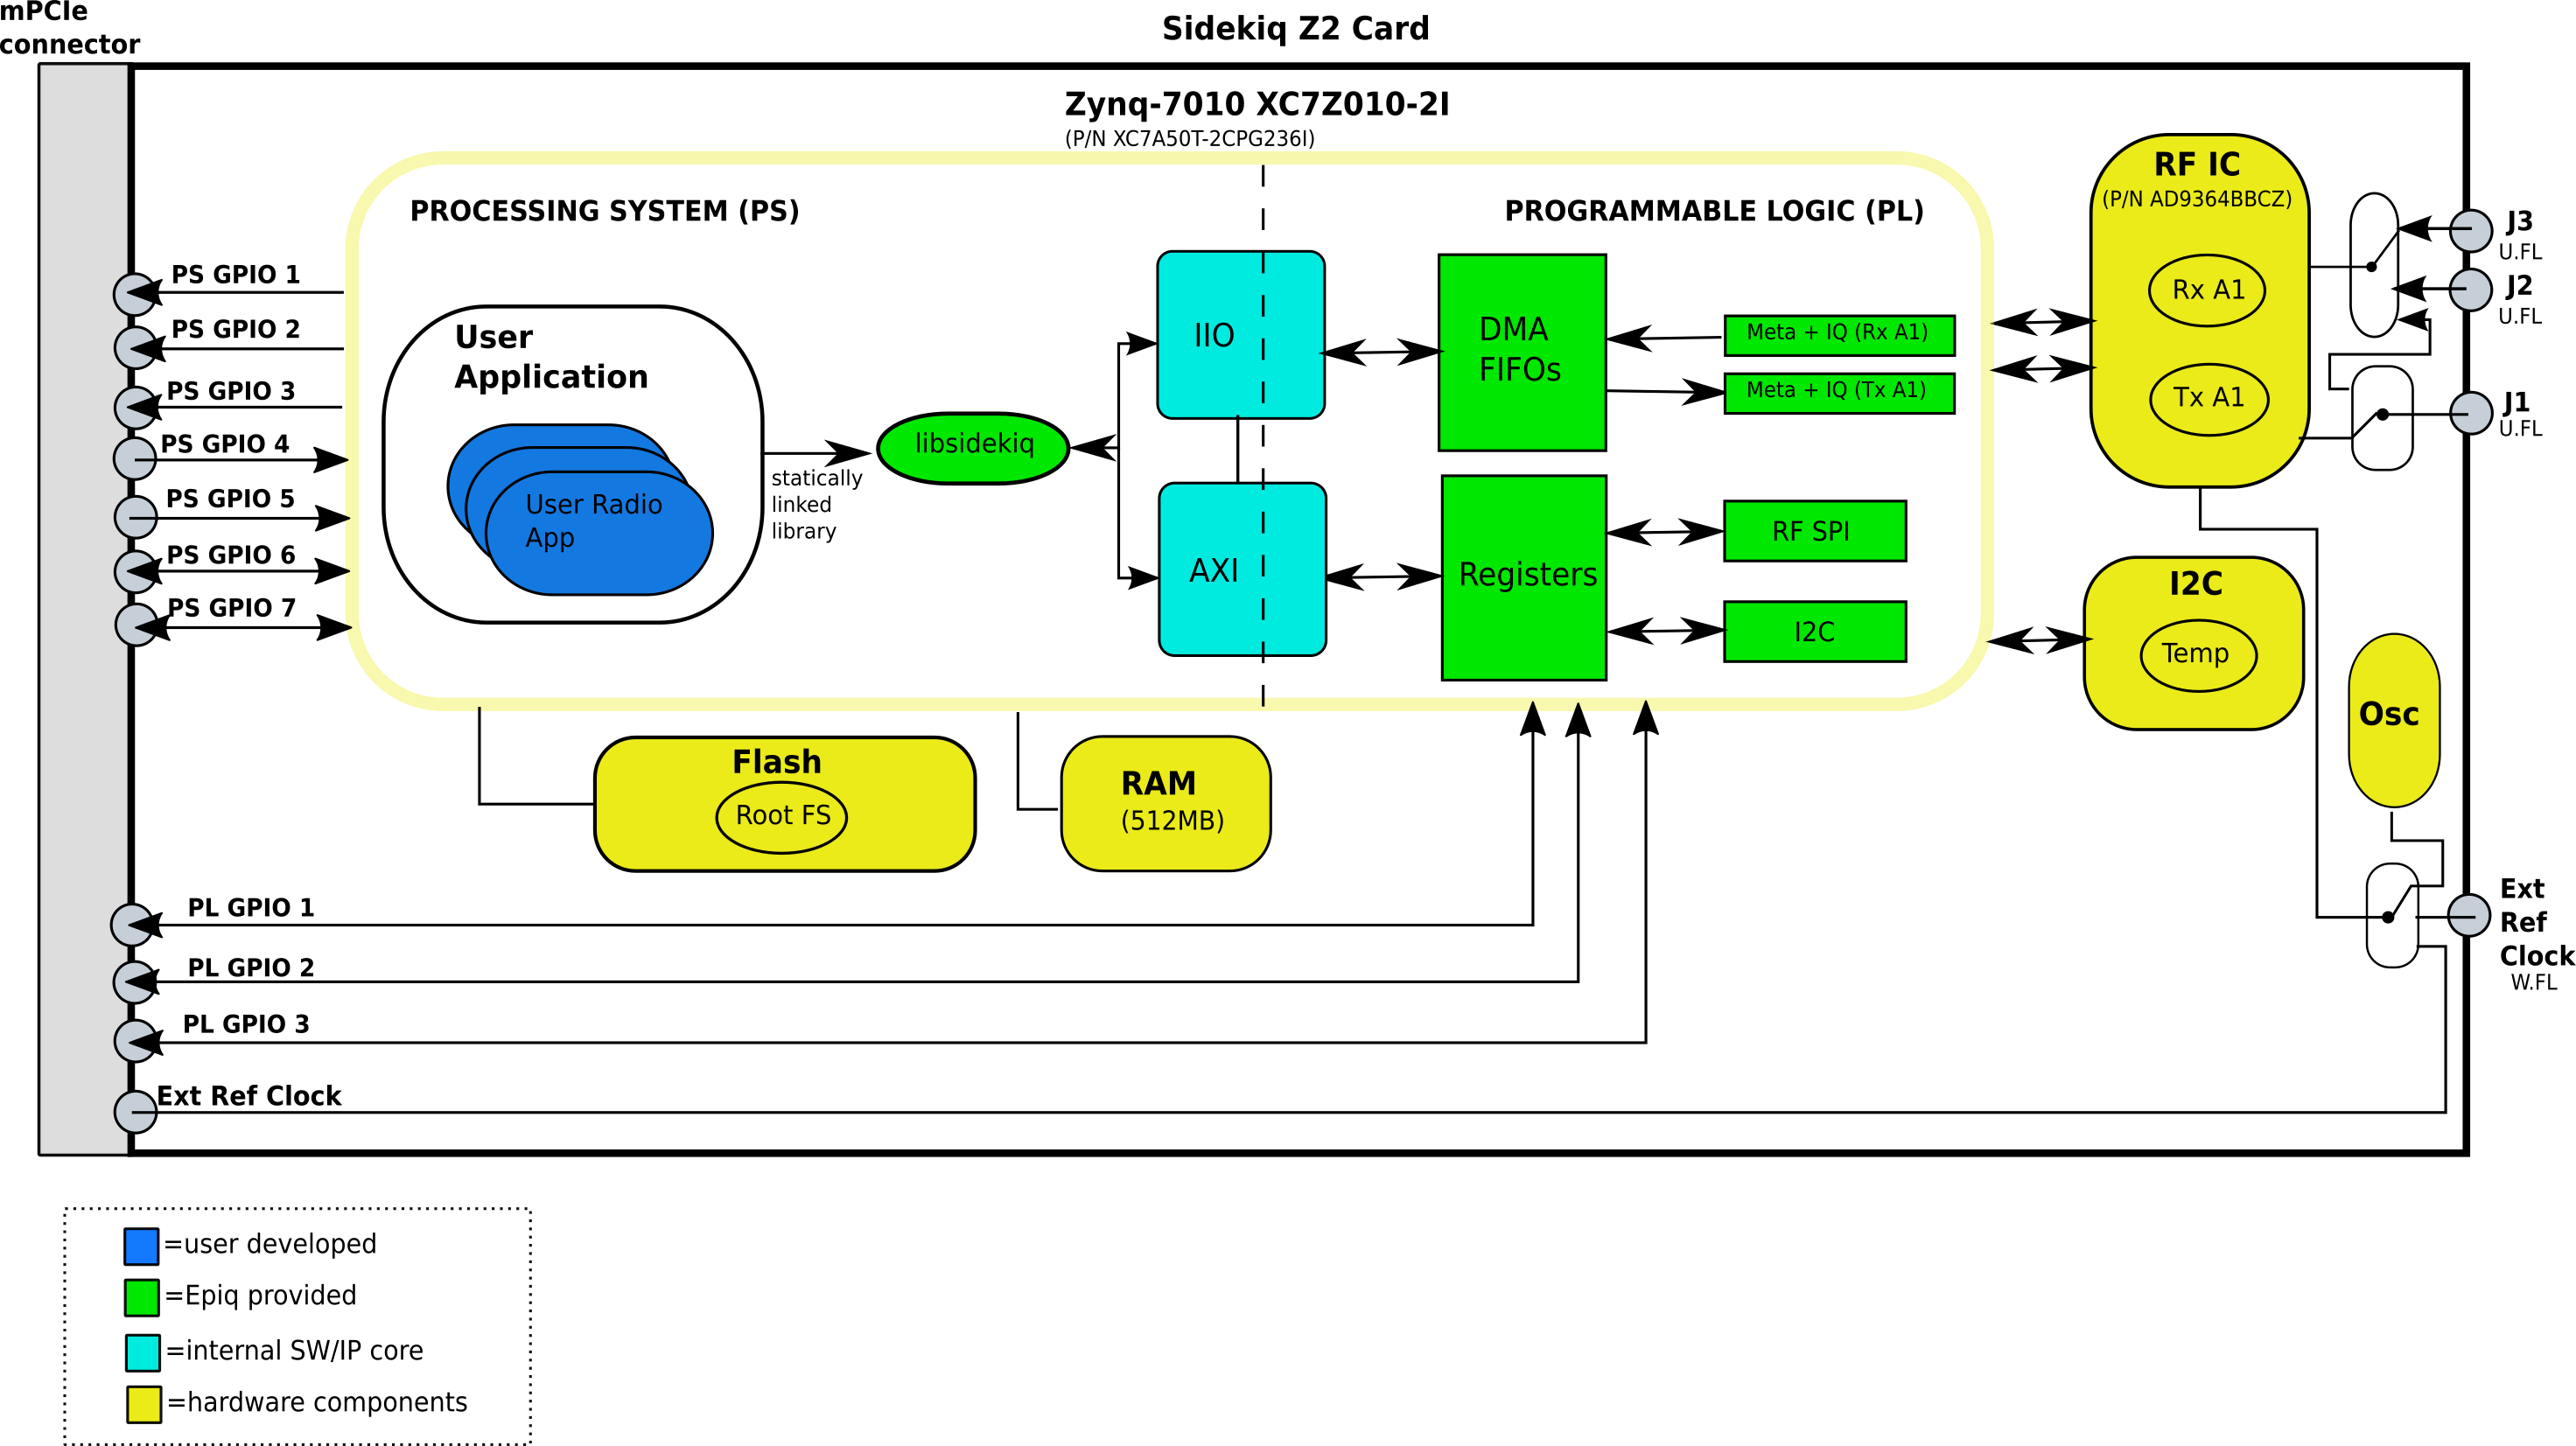 mPCIe
connector
Sidekiq Z2 Card
Zynq-7010 XC7Z010-2I
(P/N XC7A50T-2CPG236I)
PROCESSING SYSTEM (PS)
PROGRAMMABLE LOGIC (PL)
PS GPIO 1
PS GPIO 2
PS GPIO 3
PS GPIO 4
PS GPIO 5
PS GPIO 6
PS GPIO 7
User
Application
User Radio
App
statically
linked
library
libsidekiq
IIO
AXI
DMA
FIFOs
Registers
Meta + IQ (Rx A1)
Meta + IQ (Tx A1)
RF SPI
I2C
RF IC
(P/N AD9364BBCZ)
Rx A1
Tx A1
J3
U.FL
J2
U.FL
J1
U.FL
I2C
Temp
Osc
Flash
Root FS
RAM
(512MB)
PL GPIO 1
PL GPIO 2
PL GPIO 3
Ext Ref Clock
Ext
Ref
Clock
W.FL
=user developed
=Epiq provided
=internal SW/IP core
=hardware components